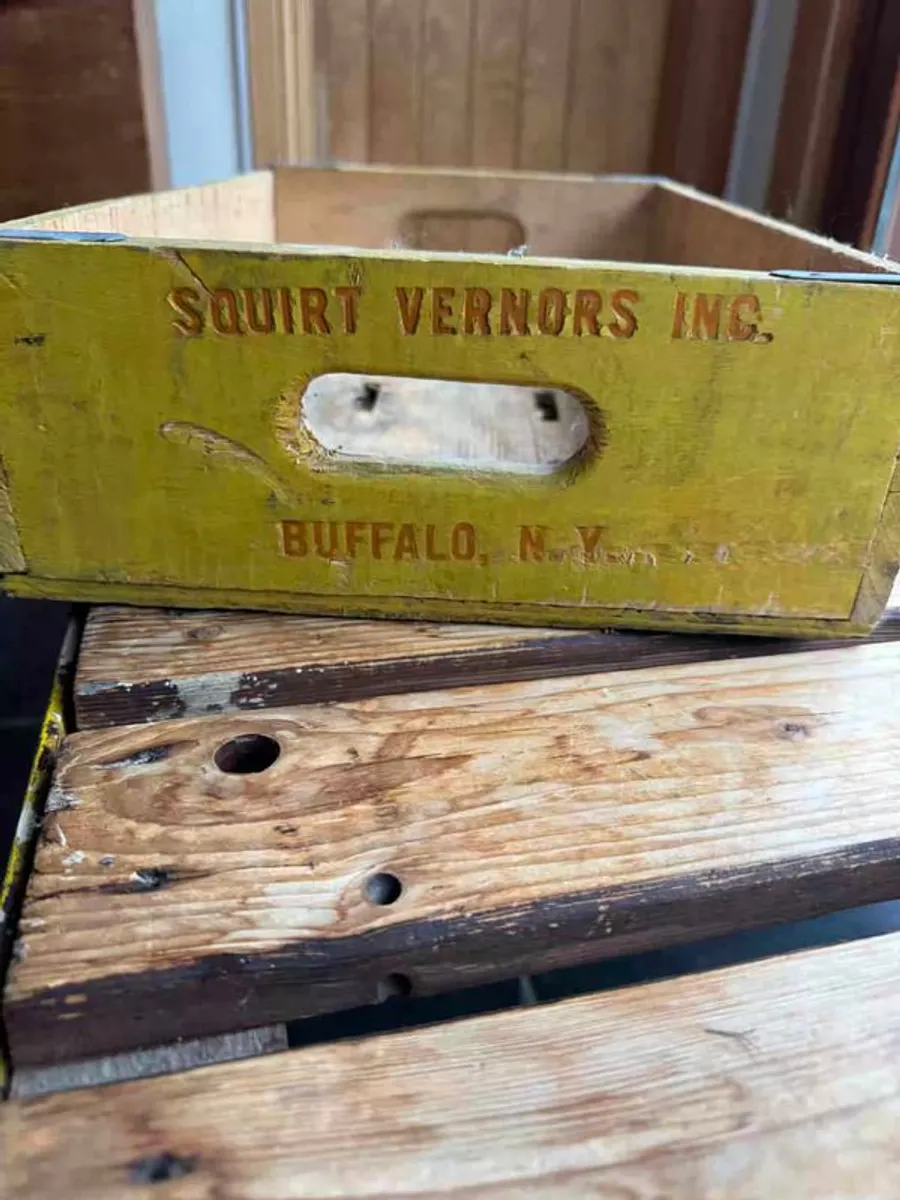 SQUIRT VERNORS INC.
BUFFALO, N.Y.